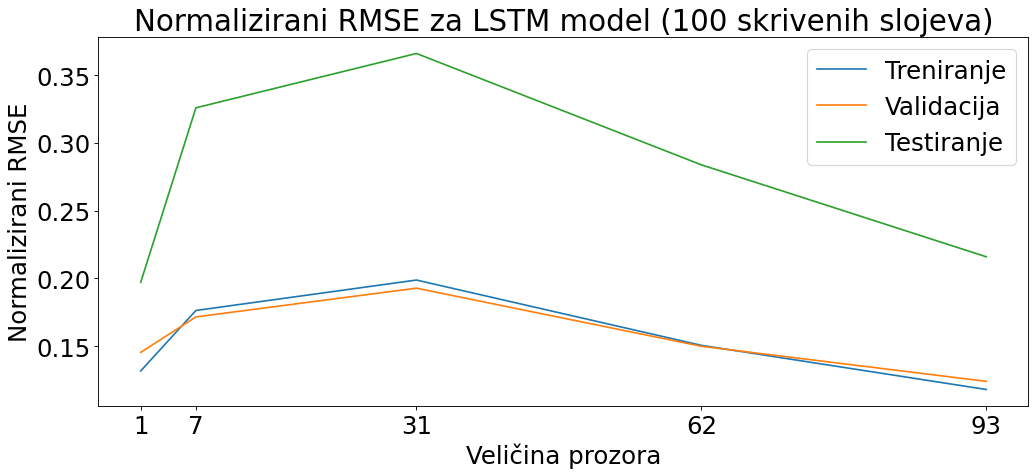 Normalizirani RMSE za LSTM model (100 skrivenih slojeva)
Normalizirani RMSE
0.35
0.30
0.25
0.20
0.15
Treniranje
Validacija
Testiranje
1 7 31 62 93
Veličina prozora